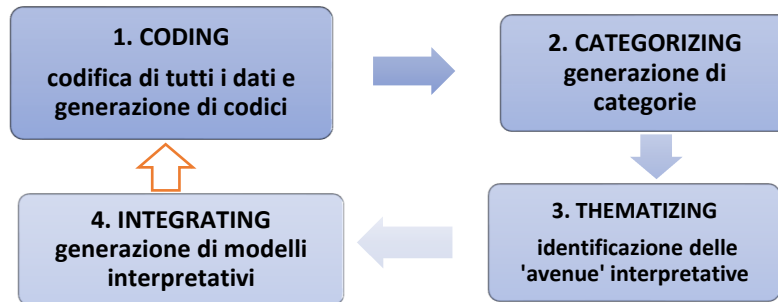 1. CODING
codifica di tutti i dati e
generazione di codici
2. CATEGORIZING
generazione di
categorie
3. THEMATIZING
identificazione delle
'avenue' interpretative
4. INTEGRATING
generazione di modelli
interpretativi